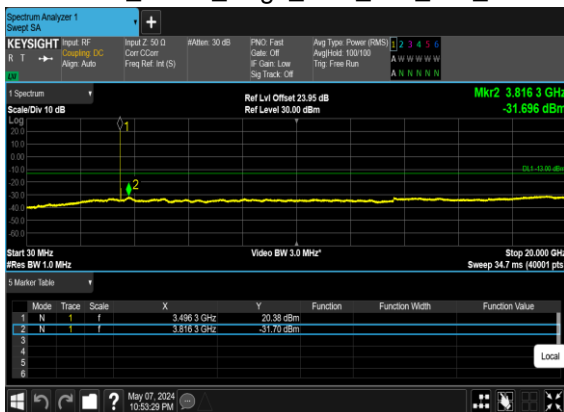 Spectrum Analyzer 1
Swept SA
+
KEYSIGHT Input: RF Input Z: 50 Ω #Atten: 30 dB PNO: Fast Avg Type: Power (RMS) 1 2 3 4 5 6
R T Coupling: DC Corr CCorr Gate: Off Avg|Hold: 100/100 A W W W W W
Align: Auto Freq Ref: Int (S) IF Gain: Low Trig: Free Run
LW Sig Track: Off A N N N N N
1 Spectrum Ref Lvl Offset 23.95 dB Mkr2 3.816 3 GHz
Scale/Div 10 dB Ref Level 30.00 dBm -31.696 dBm
Log
20.0
10.0
0.00
-10.0
DL1 -13.00 dBm
-20.0
-30.0
-40.0
-50.0
-60.0
1
2
Start 30 MHz Video BW 3.0 MHz* Stop 20.000 GHz
#Res BW 1.0 MHz Sweep 34.7 ms (40001 pts)
5 Marker Table
Mode Trace Scale X Y Function Function Width Function Value
1 N 1 f 3.496 3 GHz 20.38 dBm
2 N 1 f 3.816 3 GHz -31.70 dBm
3
4
5
6
Local
? May 07, 2024
10:53:29 PM